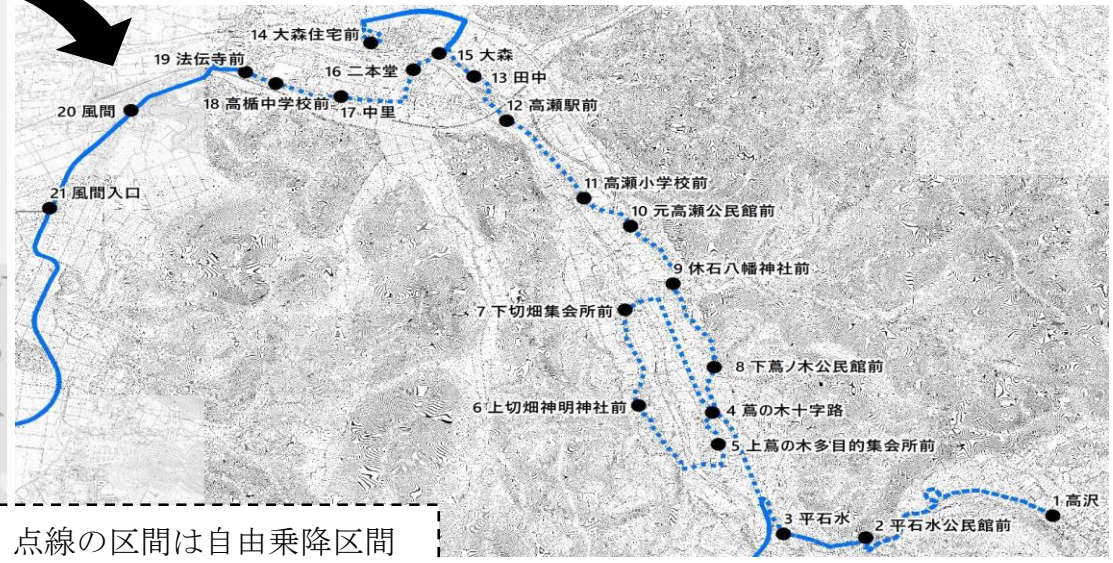 14 大森住宅前
15 大森
19 法伝寺前
16 二本堂
13 田中
20 風間
18 高楯中学校前
17 中里
12 高瀬駅前
21 風間入口
11 高瀬小学校前
10 元高瀬公民館前
9 休石八幡神社前
7 下切畑集会所前
8 下蔦ノ木公民館前
6 上切畑神明神社前
4 蔦の木十字路
5 上蔦の木多目的集会所前
1 高沢
3 平石水
2 平石水公民館前
点線の区間は自由乗降区間